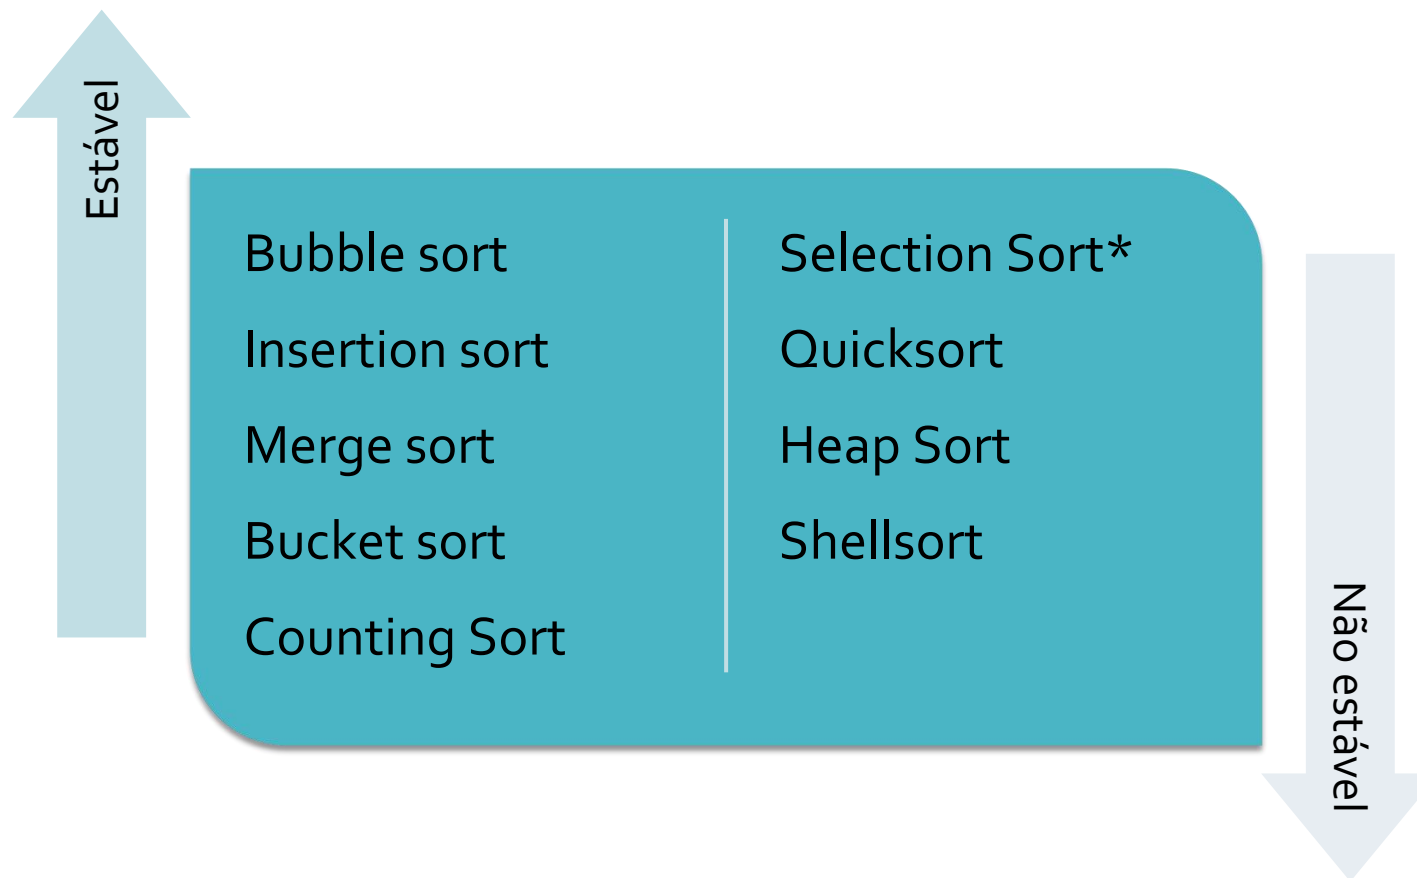 Estável
Bubble sort
Insertion sort
Merge sort
Bucket sort
Counting Sort
Selection Sort*
Quicksort
Heap Sort
Shellsort
Não estável